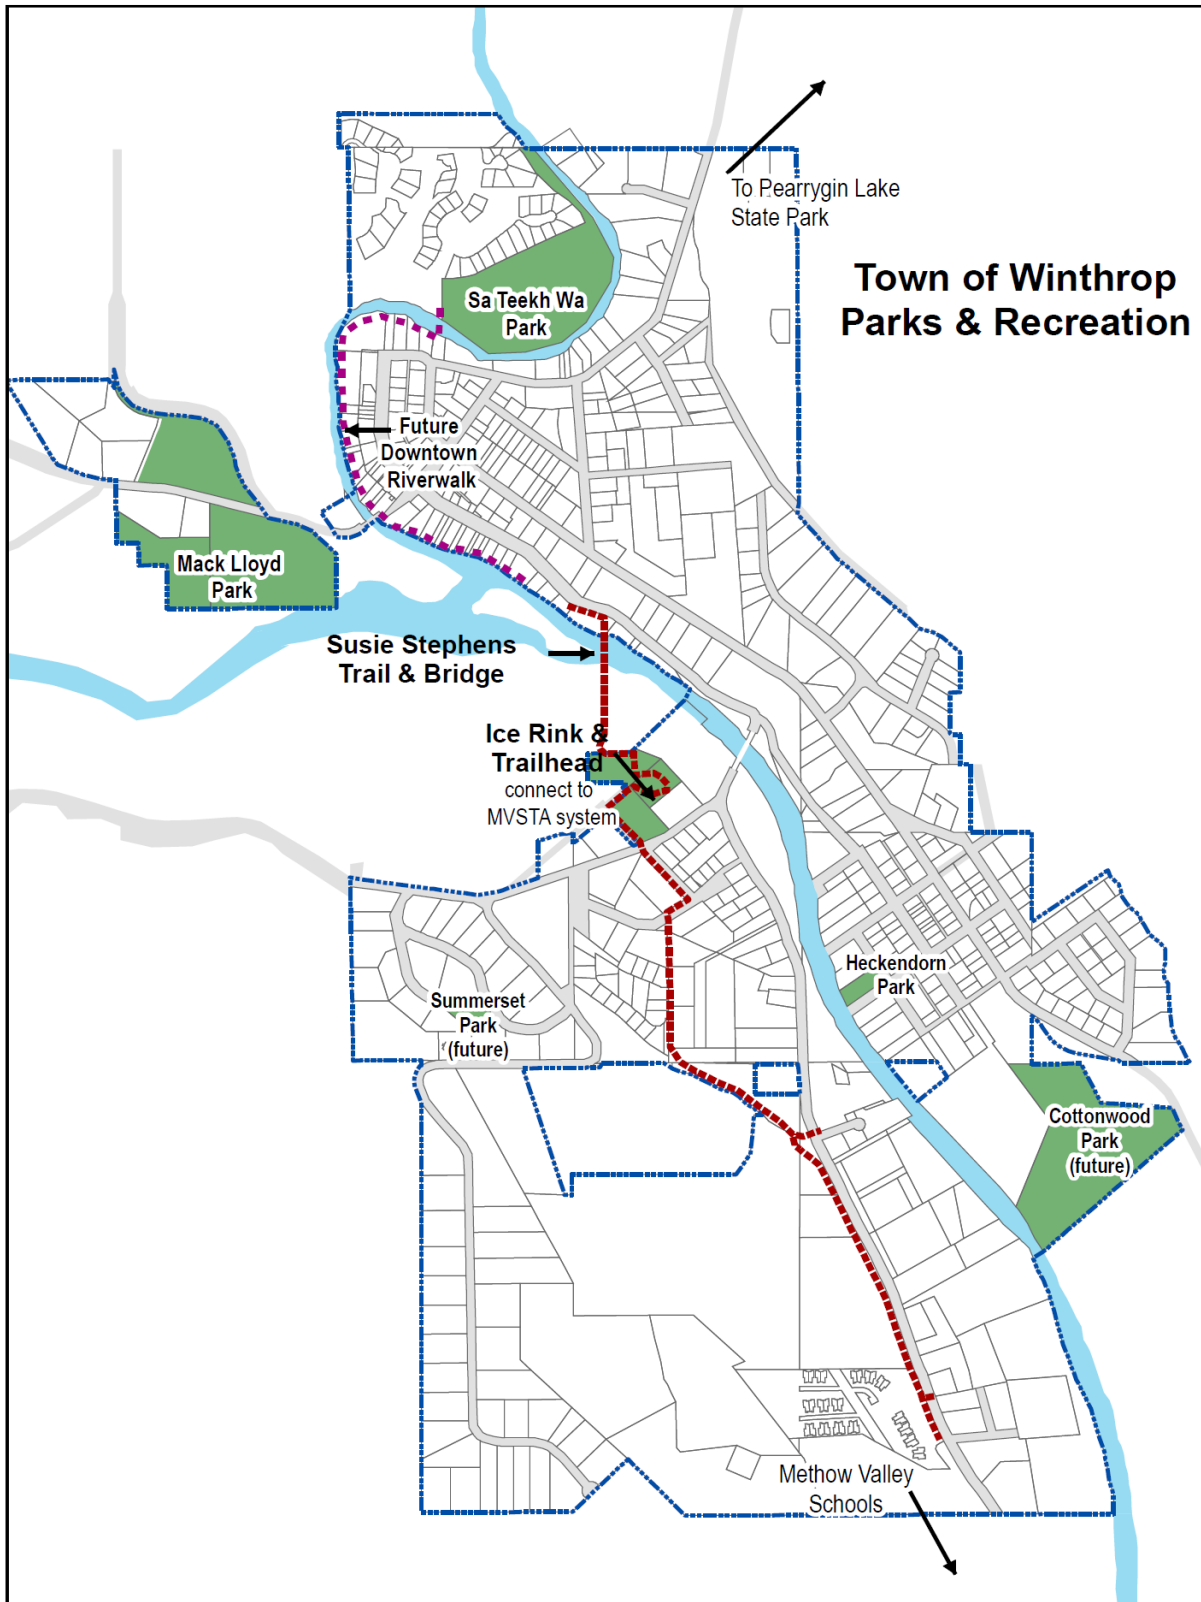 To Pearrygin Lake
State Park
Town of Winthrop
Parks & Recreation
Sa Teekh Wa
Park
Future
Downtown
Riverwalk
Mack Lloyd
Park
Susie Stephens
Trail & Bridge
Ice Rink &
Trailhead
connect to
MVSTA system
Heckendorn
Park
Summerset
Park
(future)
Cottonwood
Park
(future)
Methow Valley
Schools